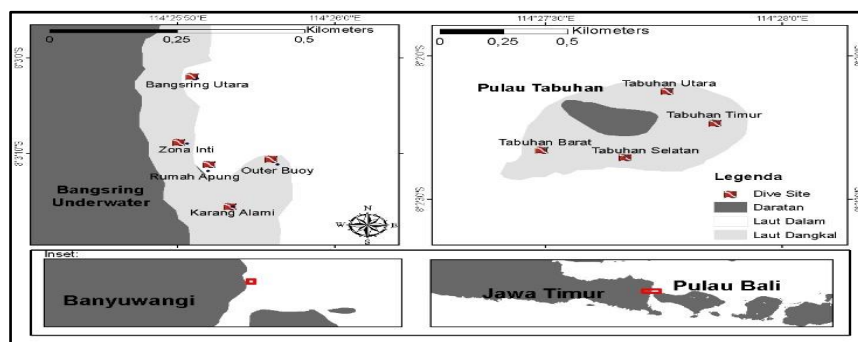 114°25'50"E
114°26'0"E
Kilometers
0 0,25 0,5
Bangsring Utara
Zona Inti
Rumah Apung
Outer Buoy
Karang Alami
Bangsring
Underwater
N
W E
S
8°3'10"S
114°27'30"E
114°28'0"E
Kilometers
0 0,25 0,5
Pulau Tabuhan
Tabuhan Utara
Tabuhan Timur
Tabuhan Barat
Tabuhan Selatan
Legenda
Dive Site
Daratan
Laut Dalam
Laut Dangkal
Inset:
Banyuwangi
Jawa Timur
Pulau Bali